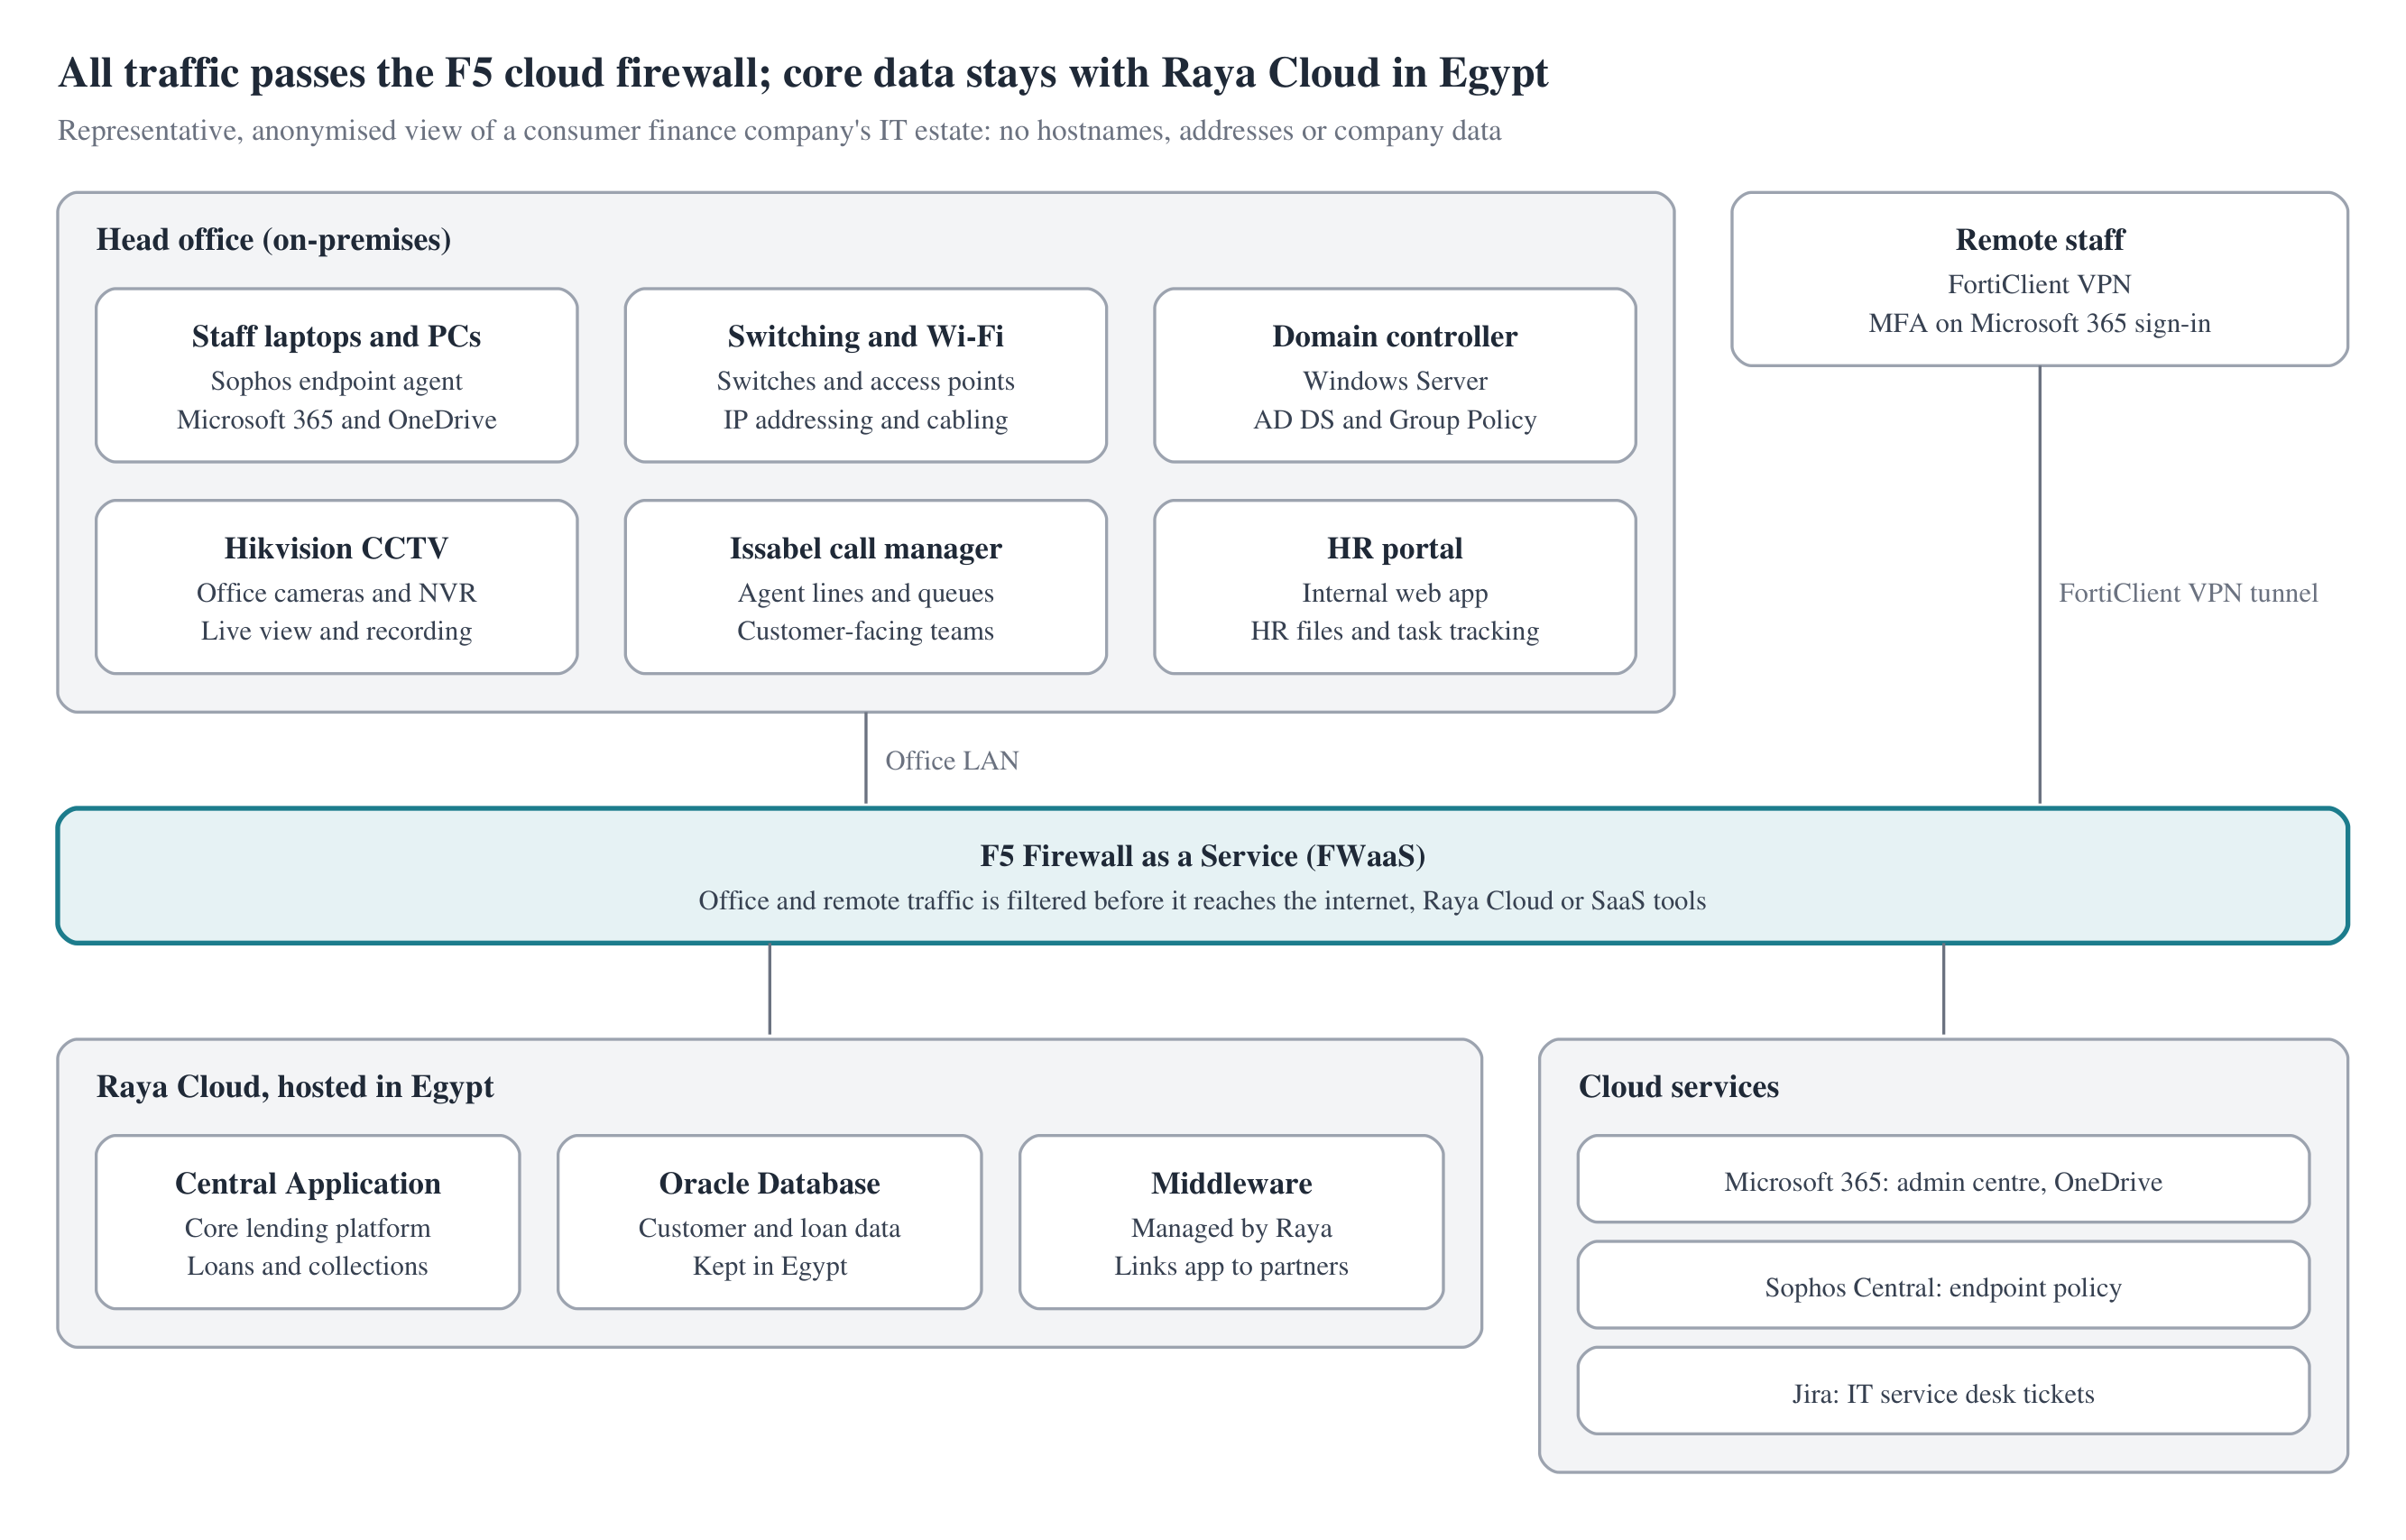 All traffic passes the F5 cloud firewall; core data stays with Raya Cloud in Egypt
Representative, anonymised view of a consumer finance company's IT estate: no hostnames, addresses or company data
Head office (on-premises)
Staff laptops and PCs
Sophos endpoint agent
Microsoft 365 and OneDrive
Switching and Wi-Fi
Switches and access points
IP addressing and cabling
Domain controller
Windows Server
AD DS and Group Policy
Hikvision CCTV
Office cameras and NVR
Live view and recording
Issabel call manager
Agent lines and queues
Customer-facing teams
HR portal
Internal web app
HR files and task tracking
Remote staff
FortiClient VPN
MFA on Microsoft 365 sign-in
FortiClient VPN tunnel
Office LAN
F5 Firewall as a Service (FWaaS)
Office and remote traffic is filtered before it reaches the internet, Raya Cloud or SaaS tools
Raya Cloud, hosted in Egypt
Central Application
Core lending platform
Loans and collections
Oracle Database
Customer and loan data
Kept in Egypt
Middleware
Managed by Raya
Links app to partners
Cloud services
Microsoft 365: admin centre, OneDrive
Sophos Central: endpoint policy
Jira: IT service desk tickets